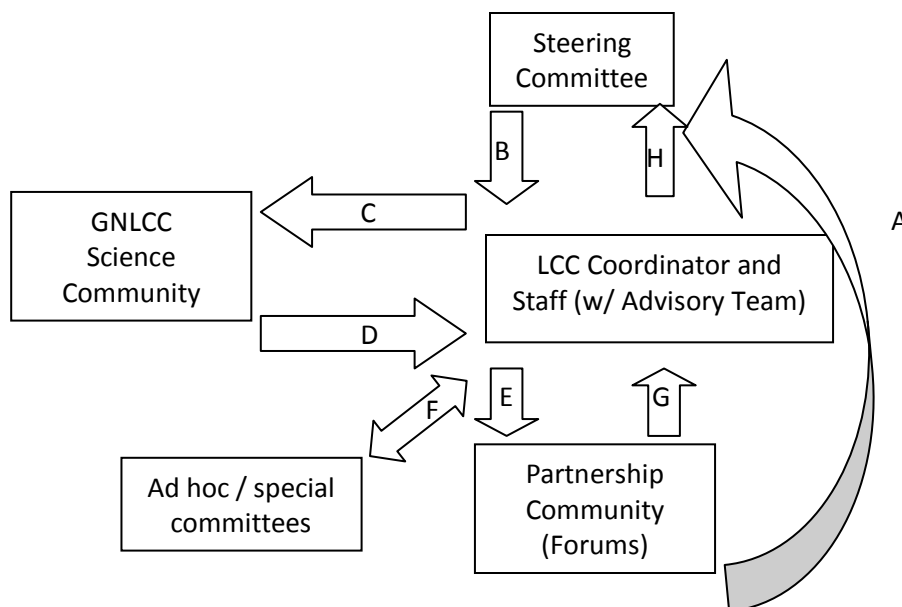 Steering
Committee
B
H
A
C
GNLCC
Science
Community
LCC Coordinator and
Staff (w/ Advisory Team)
D
F
E
G
Ad hoc / special
committees
Partnership
Community
(Forums)